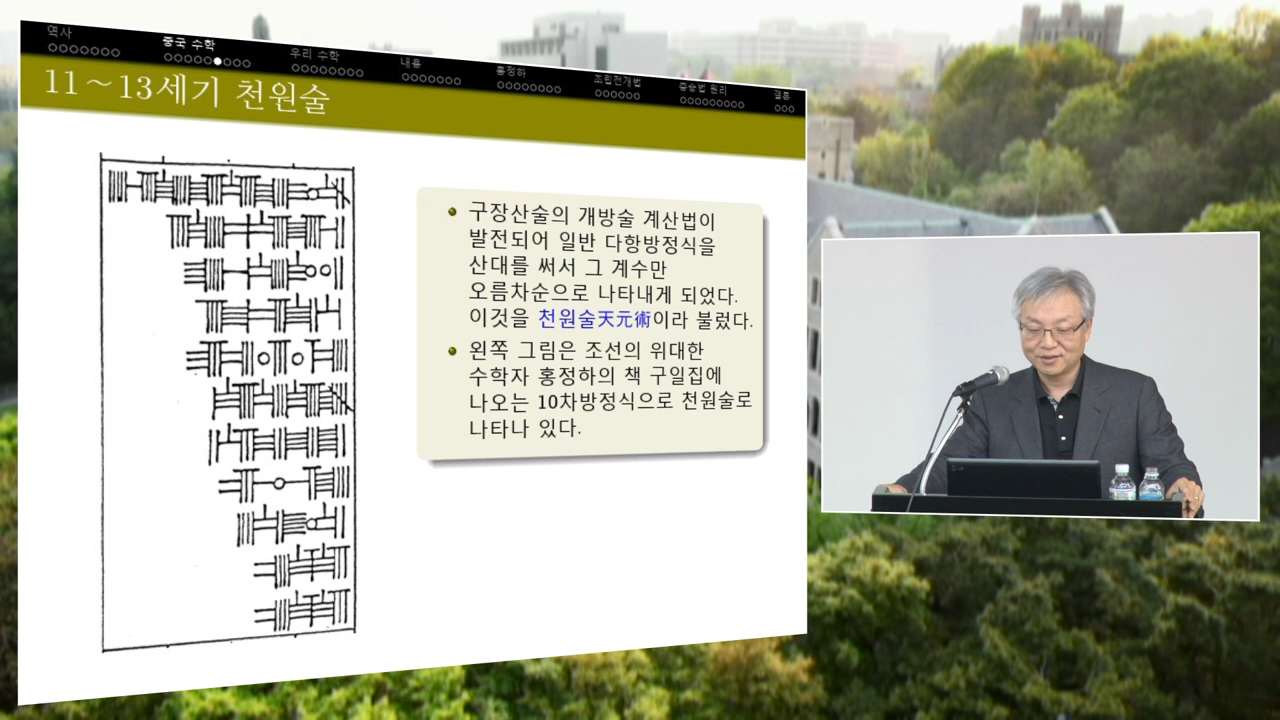 역사
중국 수학
우리 수학
내용
홍정하
조립전개법
증승법 원리
결론
11～13세기 천원술
구장산술의 개방술 계산법이
발전되어 일반 다항방정식을
산대를 써서 그 계수만
오름차순으로 나타내게 되었다.
이것을 천원술天元術이라 불렀다.
왼쪽 그림은 조선의 위대한
수학자 홍정하의 책 구일집에
나오는 10차방정식으로 천원술로
나타나 있다.